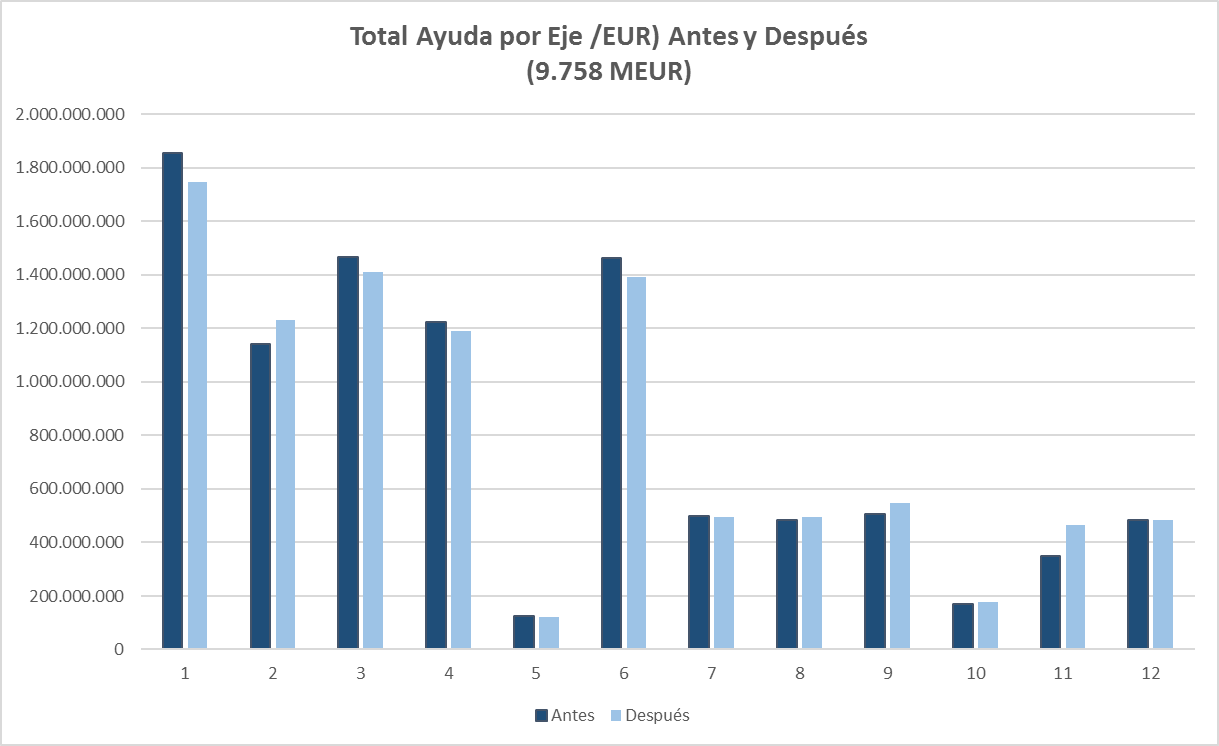 Total Ayuda por Eje /EUR) Antes y Después
(9.758 MEUR)
2.000.000.000
1.800.000.000
1.600.000.000
1.400.000.000
1.200.000.000
1.000.000.000
800.000.000
600.000.000
400.000.000
200.000.000
0
1 2 3 4 5 6 7 8 9 10 11 12
Antes Después